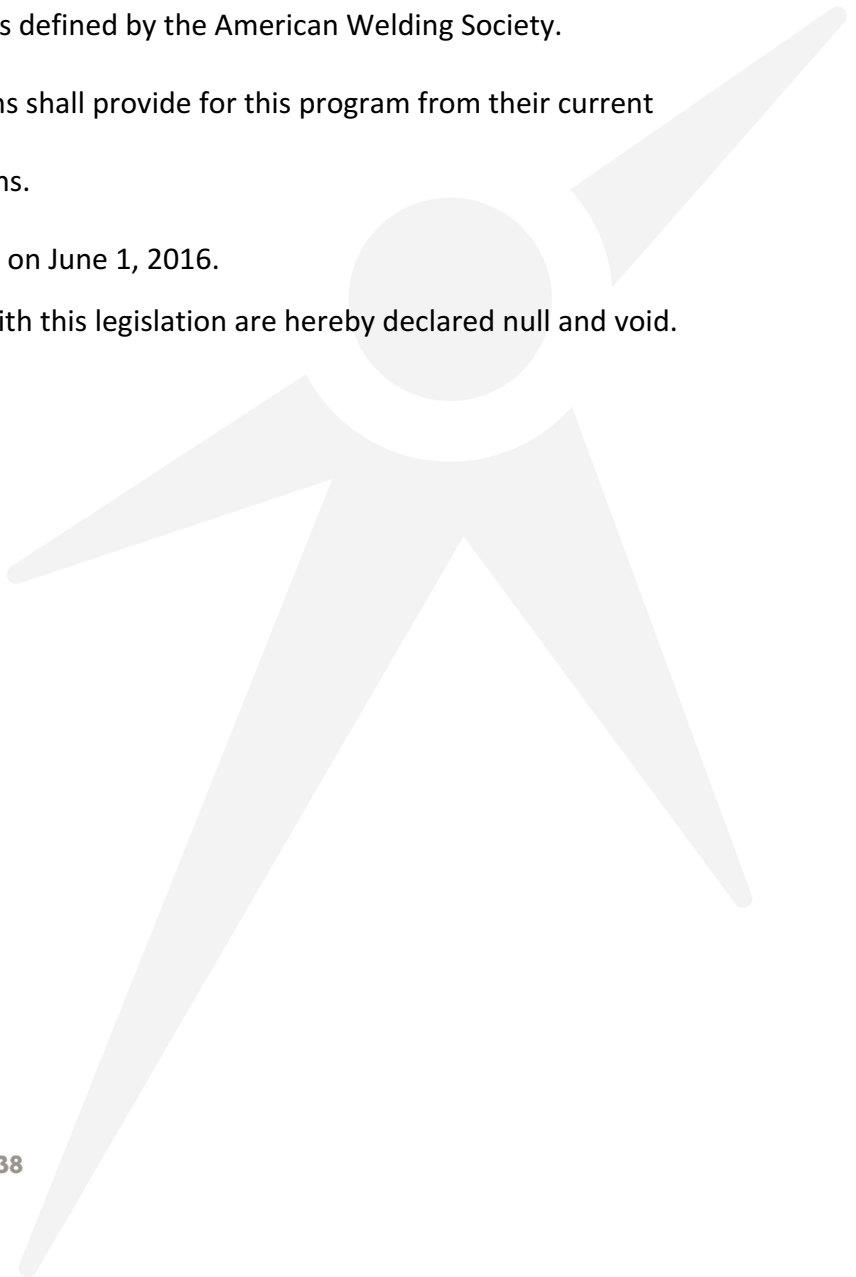 s defined by the American Welding Society.
ns shall provide for this program from their current
ns.
on June 1, 2016.
ith this legislation are hereby declared null and void.
38